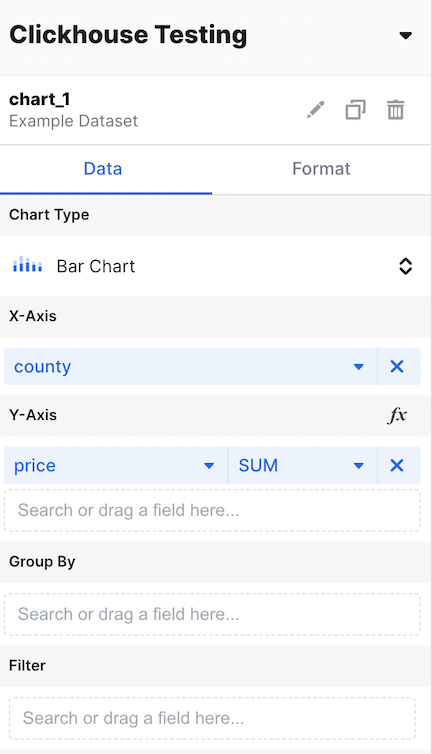 Clickhouse Testing
chart_1
Example Dataset
Data Format
Chart Type
Bar Chart
X-Axis
county
Y-Axis fx
price SUM
Search or drag a field here...
Group By
Search or drag a field here...
Filter
Search or drag a field here...